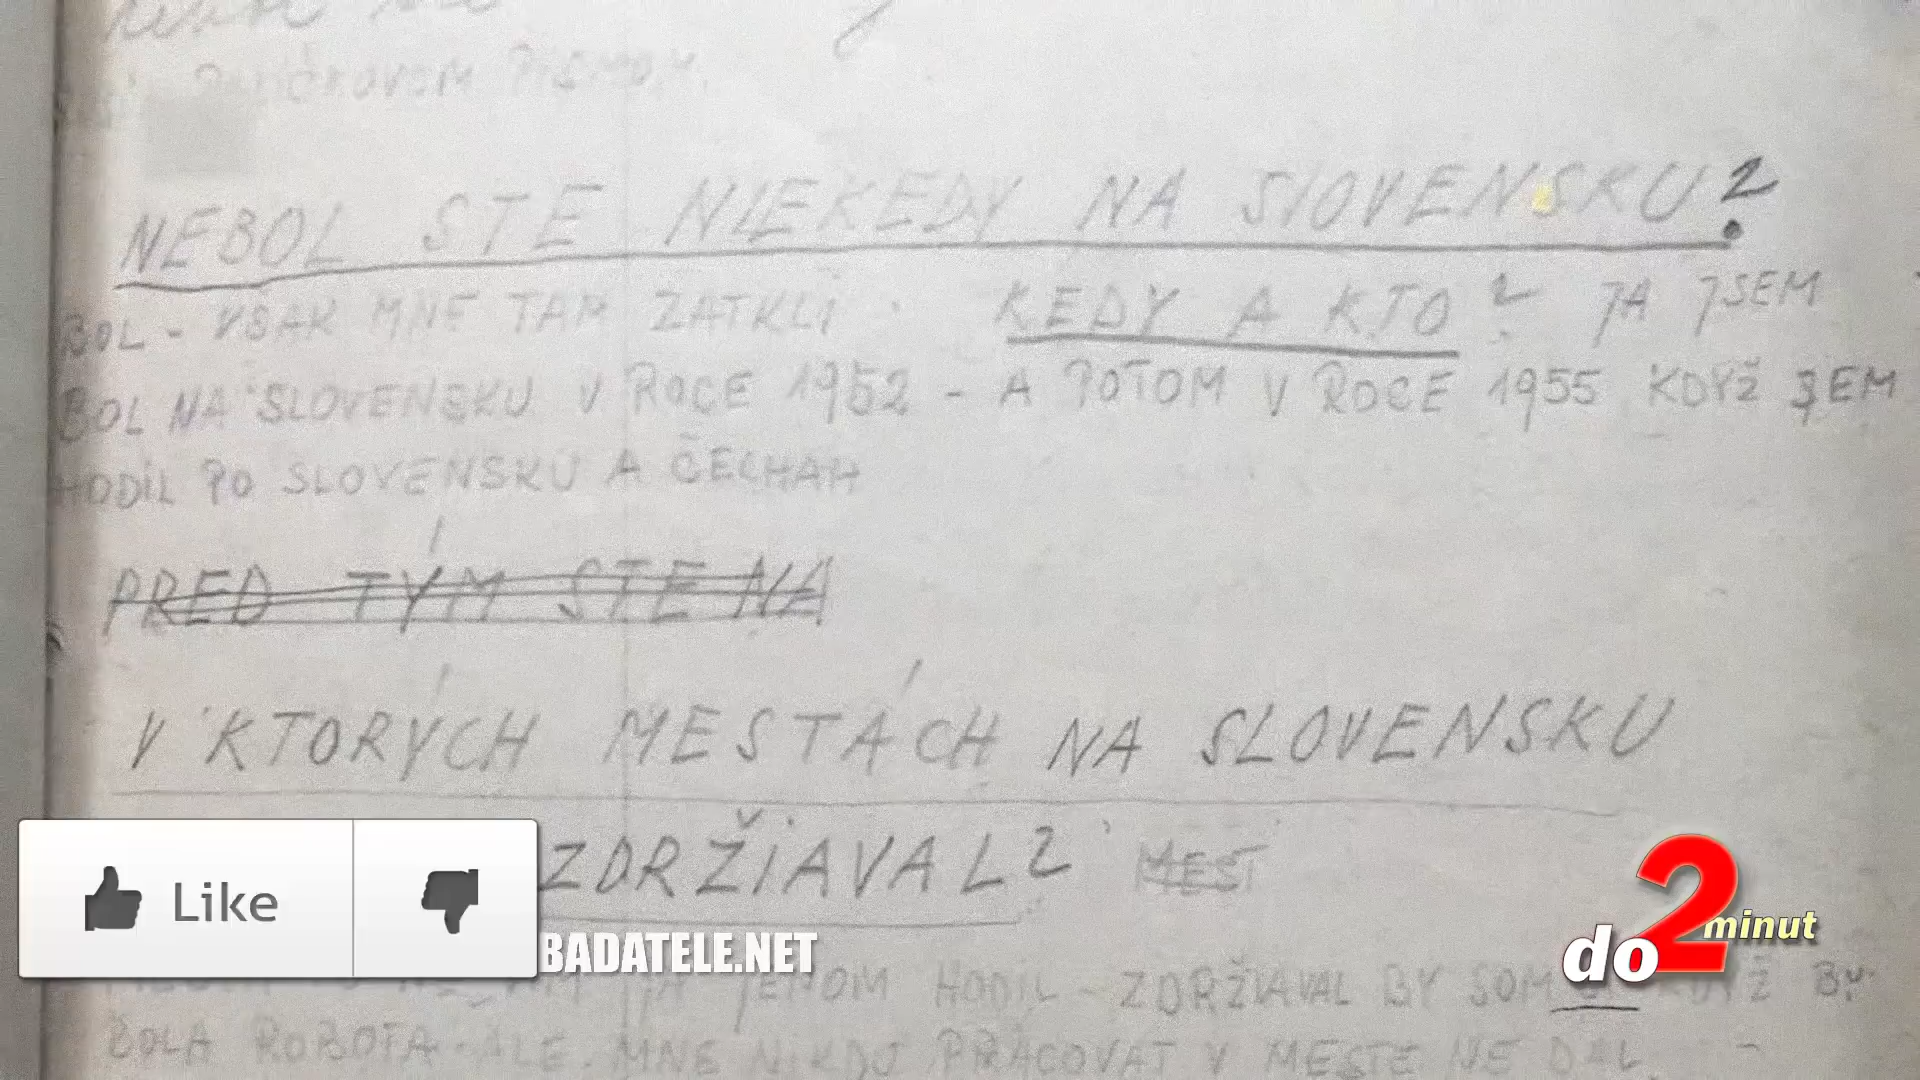 PISMOM.
NEBOL STE NIEKEDY NA SLOVENSKU?
BOL - VŠAK MNE TAM ZATKLI. KEDY A KTO? JA JSEM
BOL NA SLOVENSKU V ROCE 1952 - A POTOM V ROCE 1955 KDYŽ SEM
HODIL PO SLOVENSKU A ČECHAH
PRED TÝM STE NA
V KTORÝCH MESTÁCH NA SLOVENSKU
ZDRŽIAVAL? MEST
Like
BADATELE.NET
do 2 minut
HODIL - ZDRŽIAVAL BY SOM BY
BOLA ROBOTA - ALE MNE NIKDO PRACOVAT V MESTE NE DAL